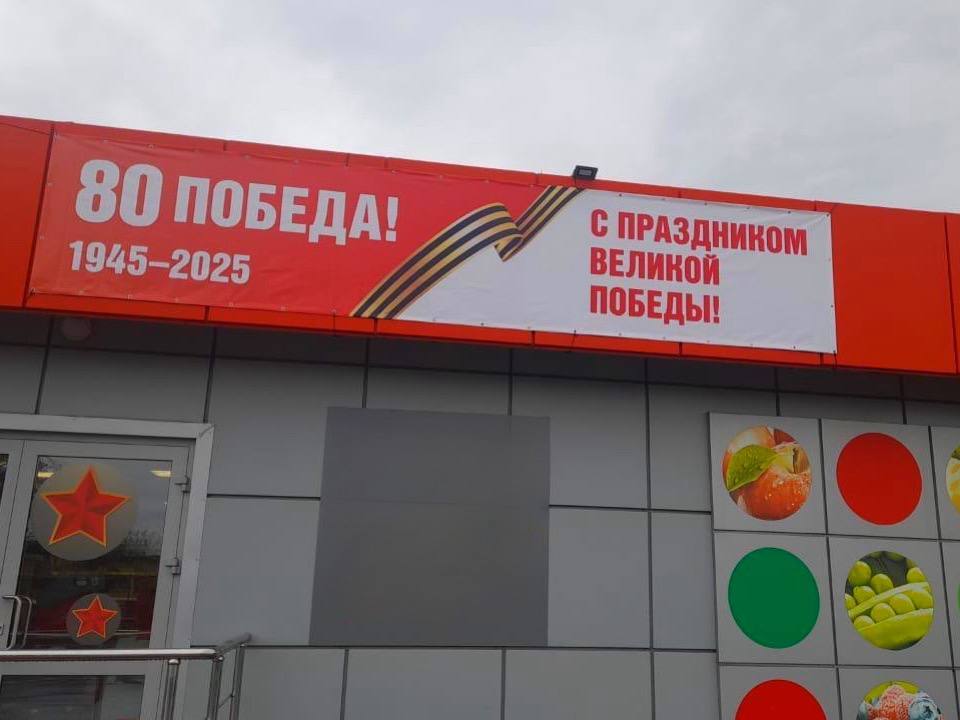 80 ПОБЕДА!
1945–2025
С ПРАЗДНИКОМ
ВЕЛИКОЙ
ПОБЕДЫ!